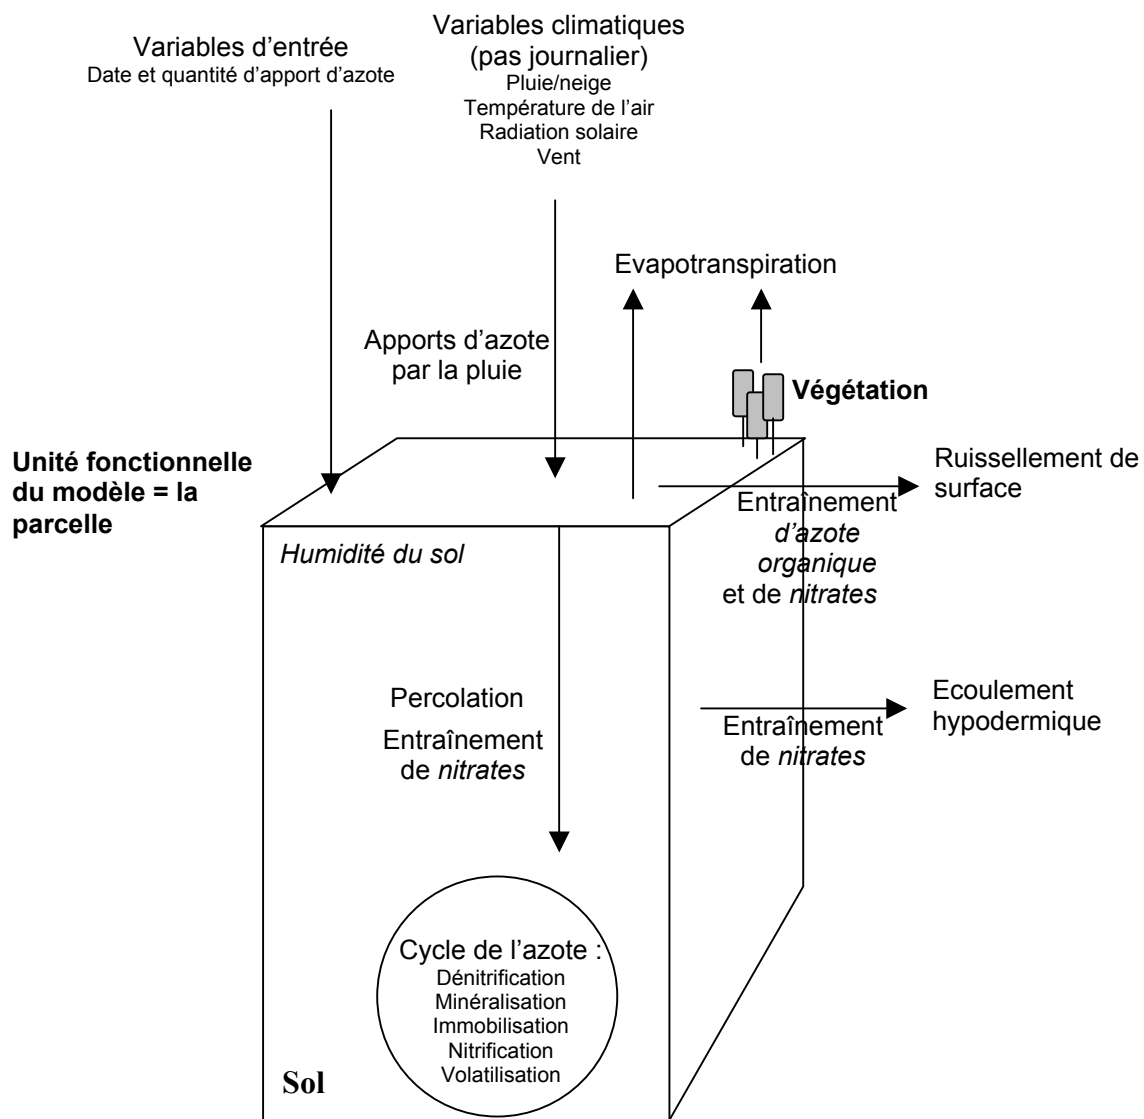 Variables d’entrée
Date et quantité d’apport d’azote
Variables climatiques
(pas journalier)
Pluie/neige
Température de l’air
Radiation solaire
Vent
Evapotranspiration
Apports d’azote
par la pluie
Végétation
Unité fonctionnelle
du modèle = la
parcelle
Ruissellement de
surface
Entraînement
d’azote
organique
et de nitrates
Humidité du sol
Percolation
Entraînement
de nitrates
Ecoulement
hypodermique
Entraînement
de nitrates
Cycle de l’azote :
Dénitrification
Minéralisation
Immobilisation
Nitrification
Volatilisation
Sol